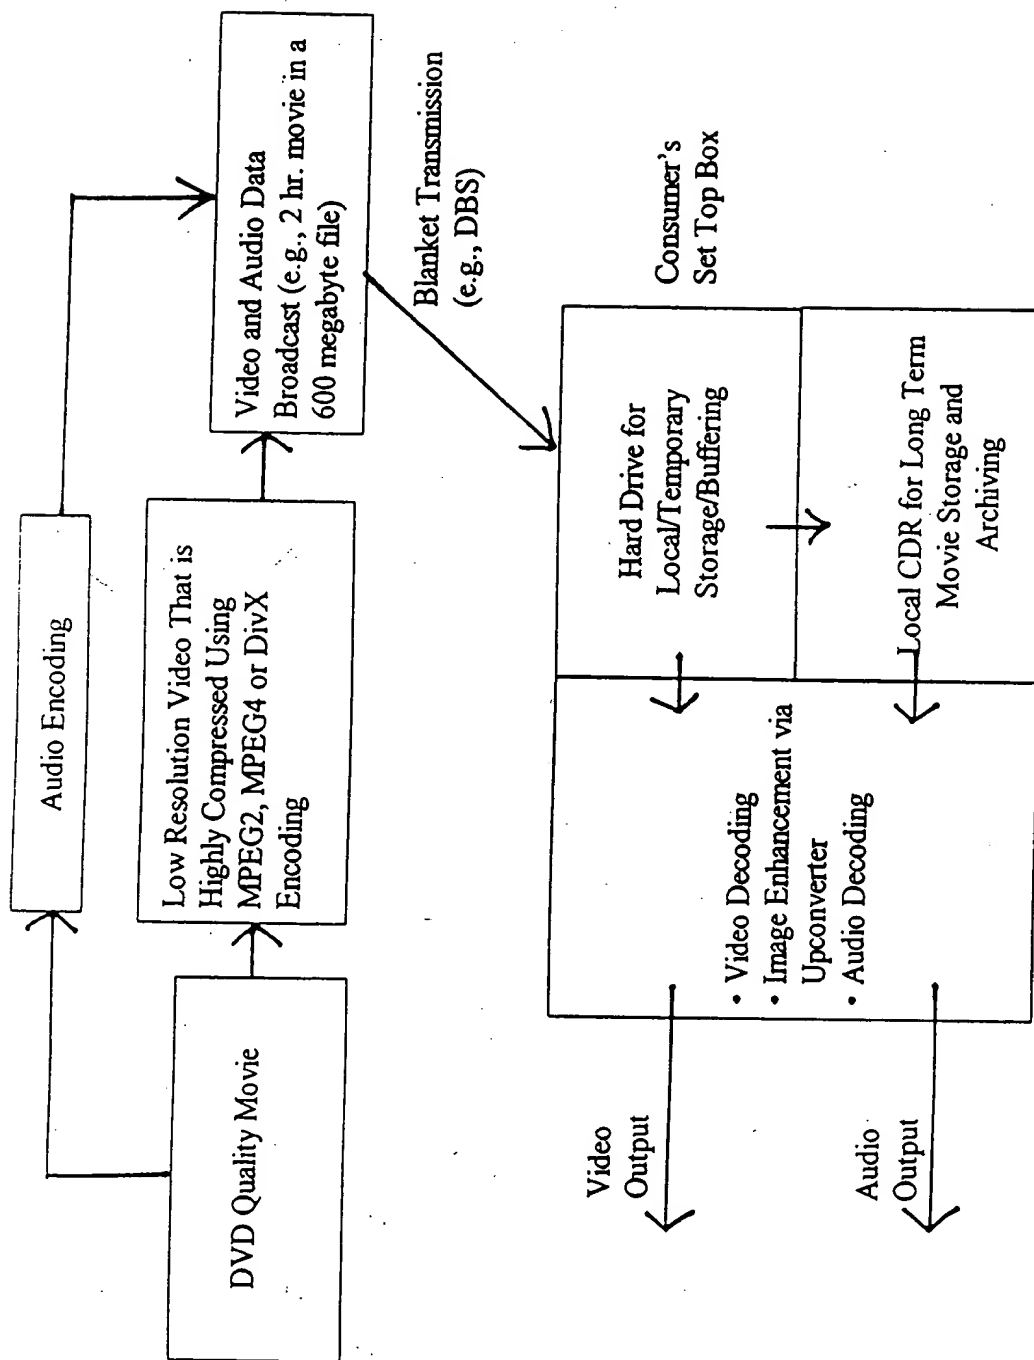 Audio Encoding
DVD Quality Movie
Low Resolution Video That is
Highly Compressed Using
MPEG2, MPEG4 or DivX
Encoding
Video and Audio Data
Broadcast (e.g., 2 hr. movie in a
600 megabyte file)
Blanket Transmission
(e.g., DBS)
Consumer's
Set Top Box
Hard Drive for
Local/Temporary
Storage/Buffering
Local CDR for Long Term
Movie Storage and
Archiving
• Video Decoding
• Image Enhancement via
Upconverter
• Audio Decoding
Video
Output
Audio
Output